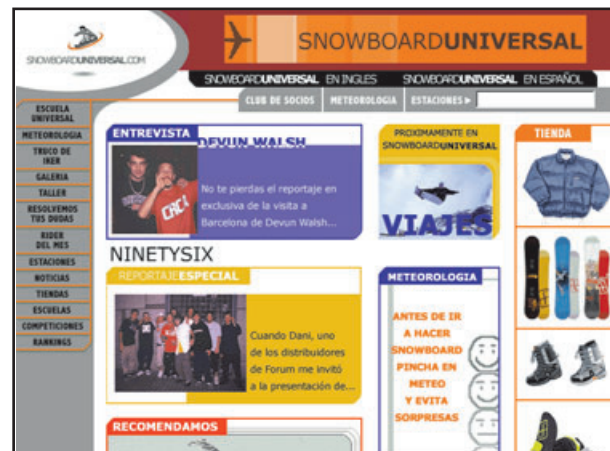 SNOWBOARDUNIVERSAL.COM
SNOWBOARDUNIVERSAL
SNOWBOARDUNIVERSAL EN INGLES
SNOWBOARDUNIVERSAL EN ESPAÑOL
CLUB DE SOCIOS
METEOROLOGIA
ESTACIONES ▸
ESCUELA
UNIVERSAL
METEOROLOGIA
TRUCO DE
IKER
GALERIA
TALLER
RESOLVEMOS
TUS DUDAS
RIDER
DEL MES
ESTACIONES
NOTICIAS
TIENDAS
ESCUELAS
COMPETICIONES
RANKINGS
ENTREVISTA
DEVUN WALSH
No te pierdas el reportaje en
exclusiva de la visita a
Barcelona de Devun Walsh...
NINETYSIX
REPORTAJEESPECIAL
Cuando Dani, uno
de los distribuidores
de Forum me invitó
a la presentación de...
RECOMENDAMOS
PROXIMAMENTE EN
SNOWBOARDUNIVERSAL
VIAJES
METEOROLOGIA
ANTES DE IR
A HACER
SNOWBOARD
PINCHA EN
METEO
Y EVITA
SORPRESAS
TIENDA